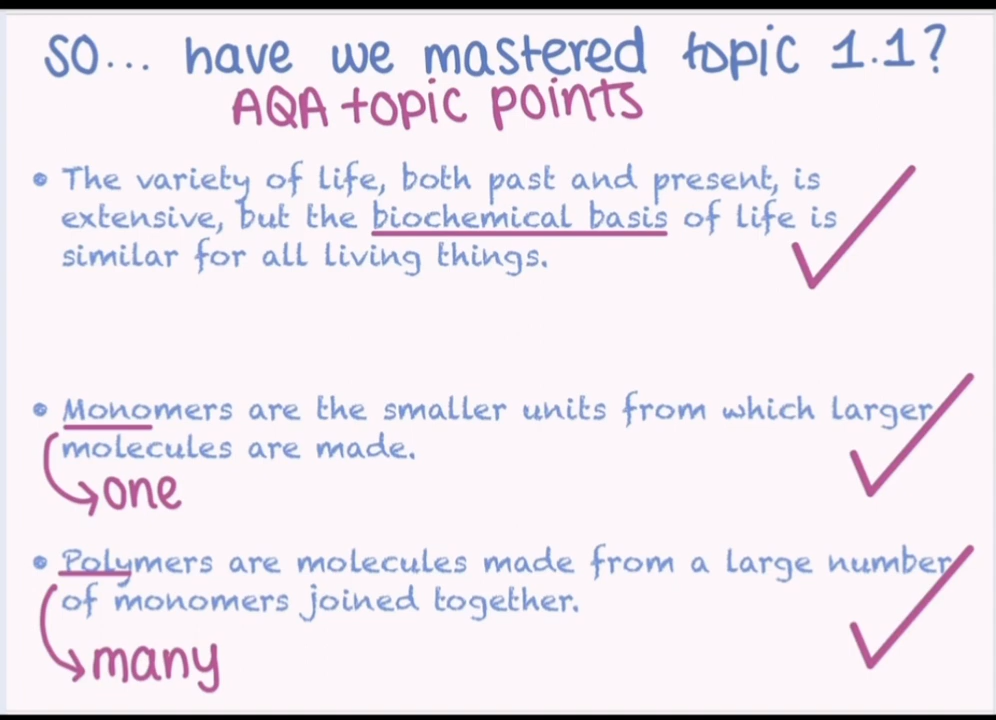 SO... have we mastered topic 1.1?
AQA topic points
• The variety of life, both past and present, is
extensive, but the biochemical basis of life is
similar for all living things.
• Monomers are the smaller units from which larger
molecules are made.
one
• Polymers are molecules made from a large number
of monomers joined together.
many